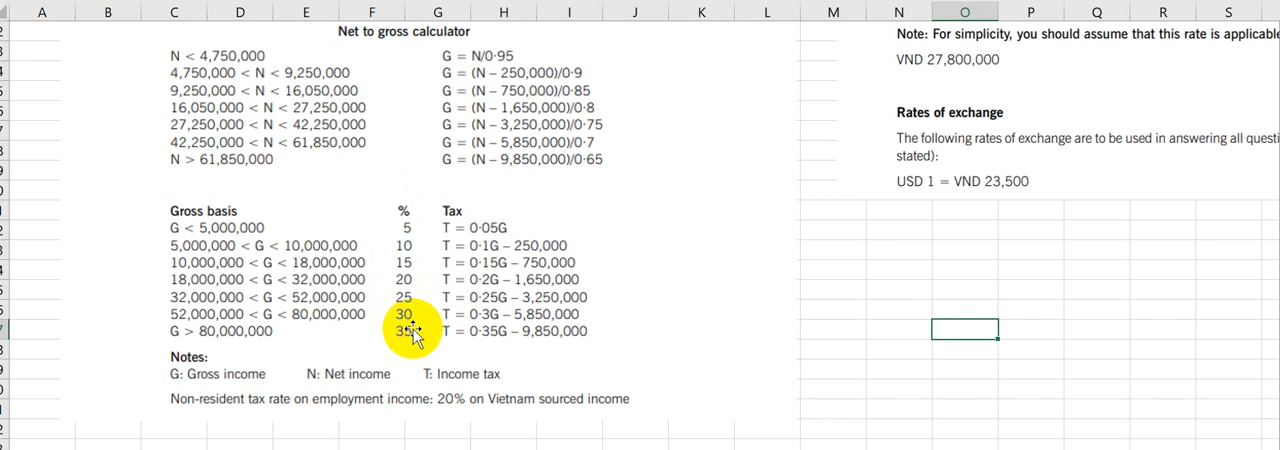 A B C D E F G H I J K L M N O P Q R S
Net to gross calculator
N < 4,750,000 G = N/0·95
4,750,000 < N < 9,250,000 G = (N – 250,000)/0·9
9,250,000 < N < 16,050,000 G = (N – 750,000)/0·85
16,050,000 < N < 27,250,000 G = (N – 1,650,000)/0·8
27,250,000 < N < 42,250,000 G = (N – 3,250,000)/0·75
42,250,000 < N < 61,850,000 G = (N – 5,850,000)/0·7
N > 61,850,000 G = (N – 9,850,000)/0·65
Gross basis % Tax
G < 5,000,000 5 T = 0·05G
5,000,000 < G < 10,000,000 10 T = 0·1G – 250,000
10,000,000 < G < 18,000,000 15 T = 0·15G – 750,000
18,000,000 < G < 32,000,000 20 T = 0·2G – 1,650,000
32,000,000 < G < 52,000,000 25 T = 0·25G – 3,250,000
52,000,000 < G < 80,000,000 30 T = 0·3G – 5,850,000
G > 80,000,000 35 T = 0·35G – 9,850,000
Notes:
G: Gross income N: Net income T: Income tax
Non-resident tax rate on employment income: 20% on Vietnam sourced income
Note: For simplicity, you should assume that this rate is applicable
VND 27,800,000
Rates of exchange
The following rates of exchange are to be used in answering all questi
stated):
USD 1 = VND 23,500